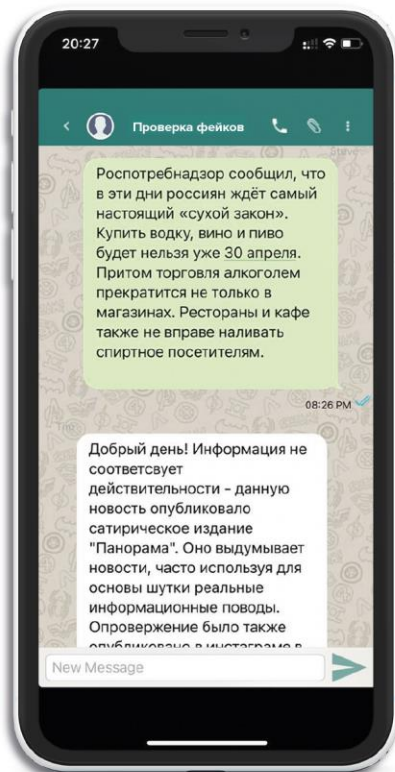 20:27
Проверка фейков
Steve
Роспотребнадзор сообщил, что
в эти дни россиян ждёт самый
настоящий «сухой закон».
Купить водку, вино и пиво
будет нельзя уже 30 апреля.
Притом торговля алкоголем
прекратится не только в
магазинах. Рестораны и кафе
также не вправе наливать
спиртное посетителям.
08:26 PM
Добрый день! Информация не
соответсвует
действительности - данную
новость опубликовало
сатирическое издание
"Панорама". Оно выдумывает
новости, часто используя для
основы шутки реальные
информационные поводы.
Опровержение было также
опубликовано в инстаграме в
New Message